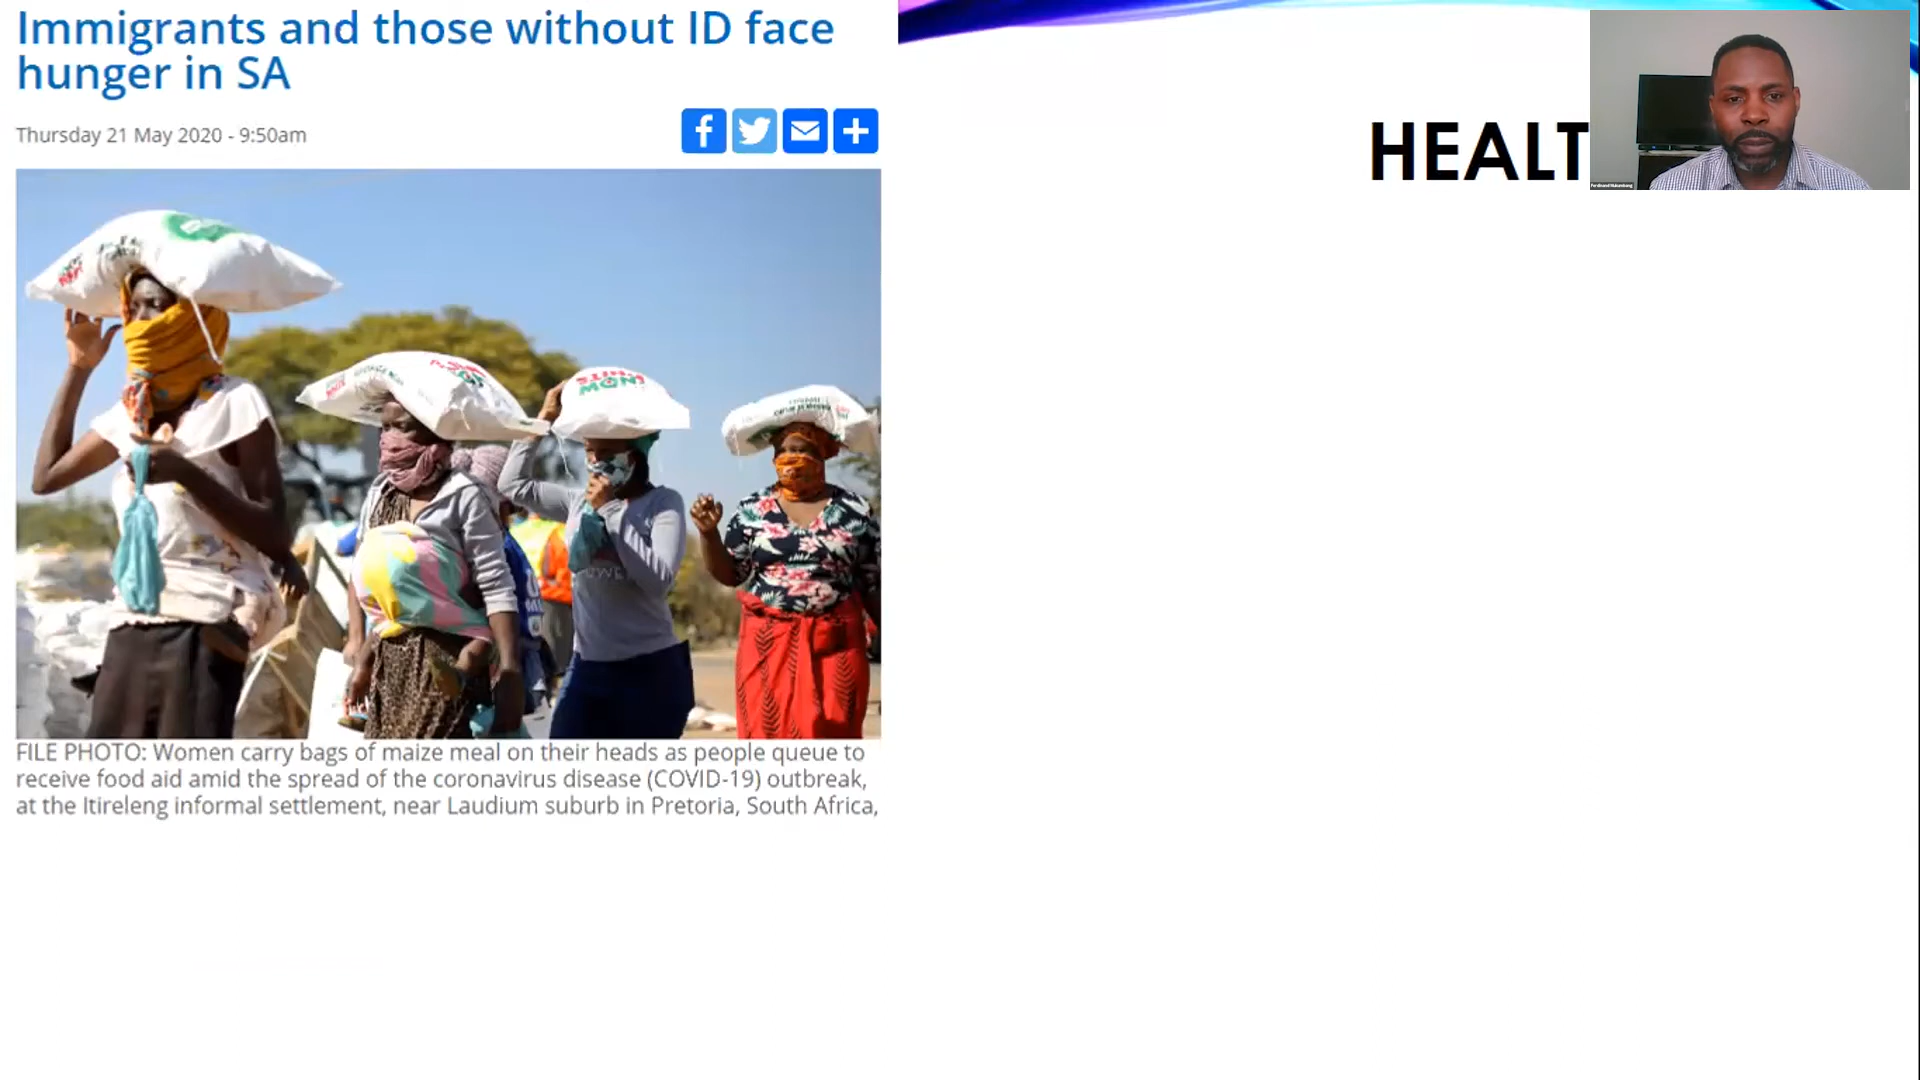 Immigrants and those without ID face
hunger in SA
Thursday 21 May 2020 - 9:50am
HEALT
FILE PHOTO: Women carry bags of maize meal on their heads as people queue to
receive food aid amid the spread of the coronavirus disease (COVID-19) outbreak,
at the Itireleng informal settlement, near Laudium suburb in Pretoria, South Africa,